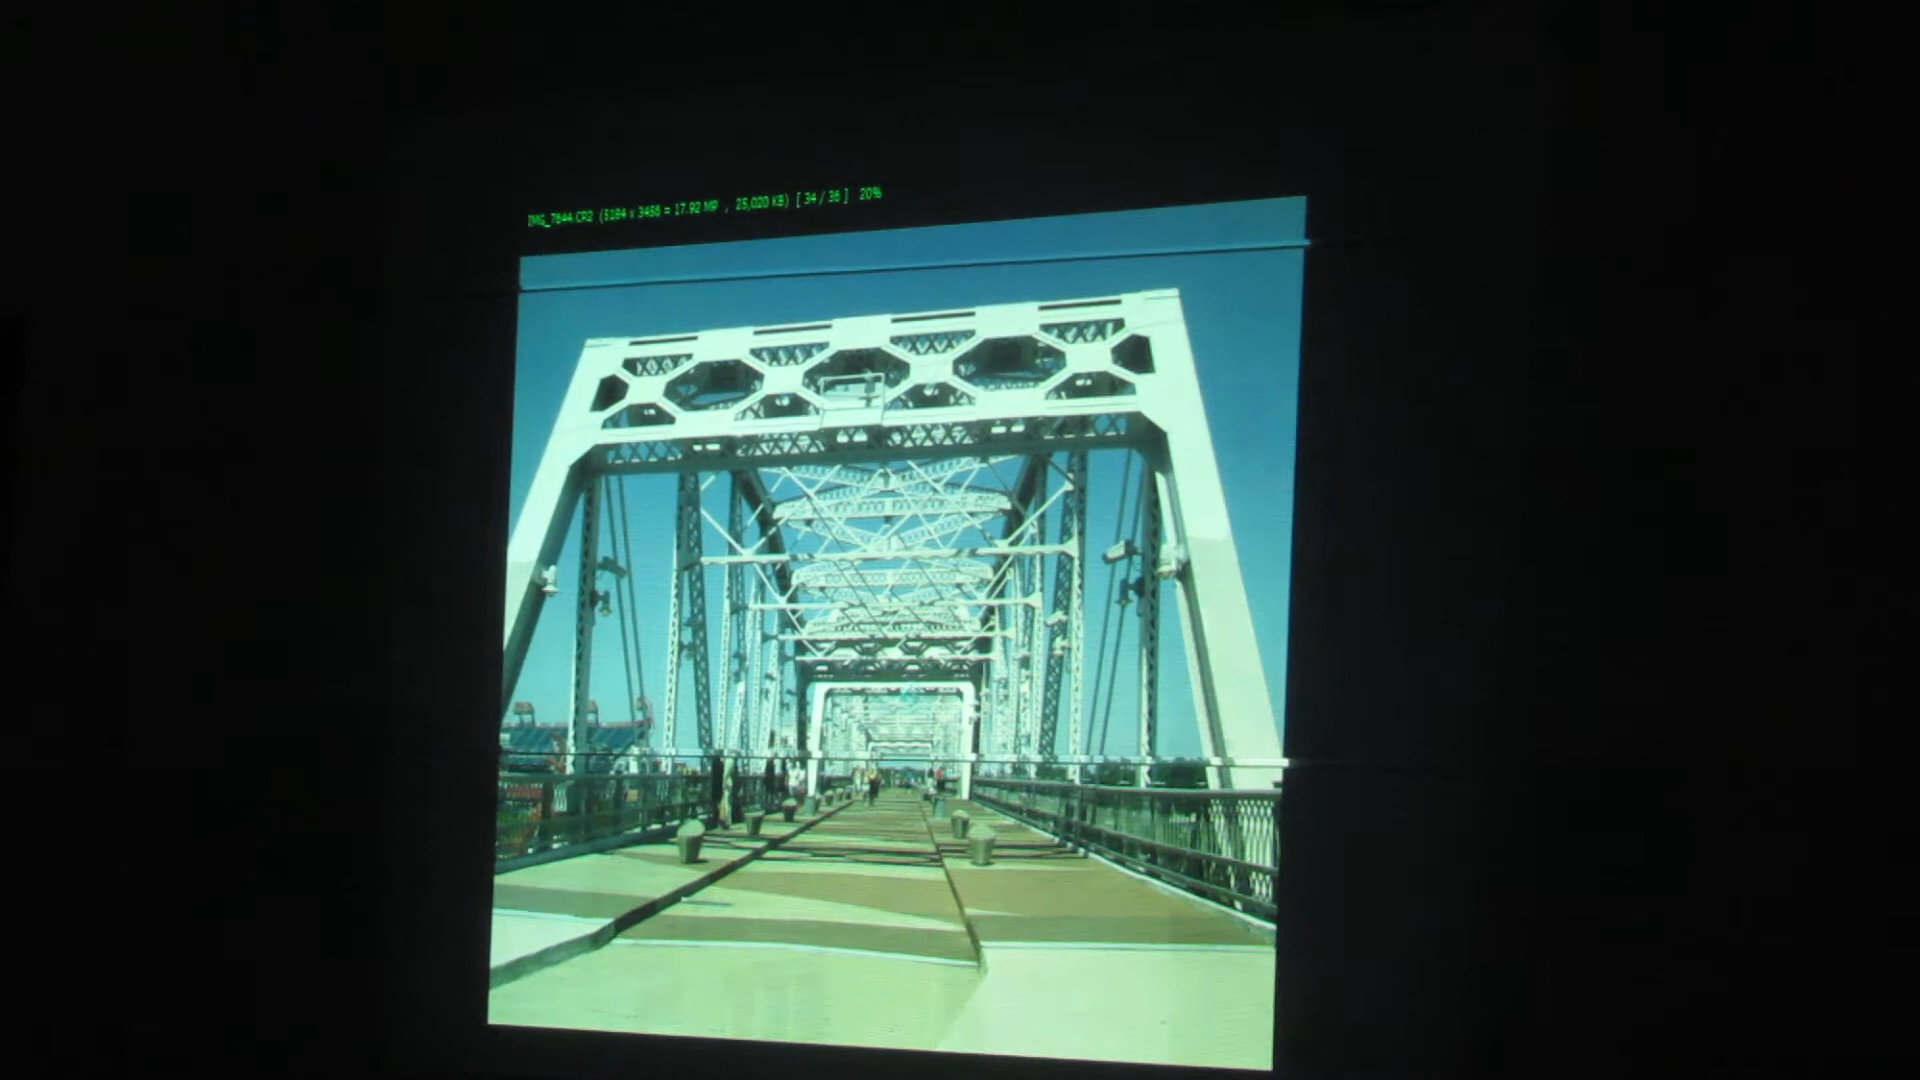 IMG_7644.CR2 (5184 x 3456 = 17.92 MP , 25,020 KB) [ 34 / 36 ] 20%